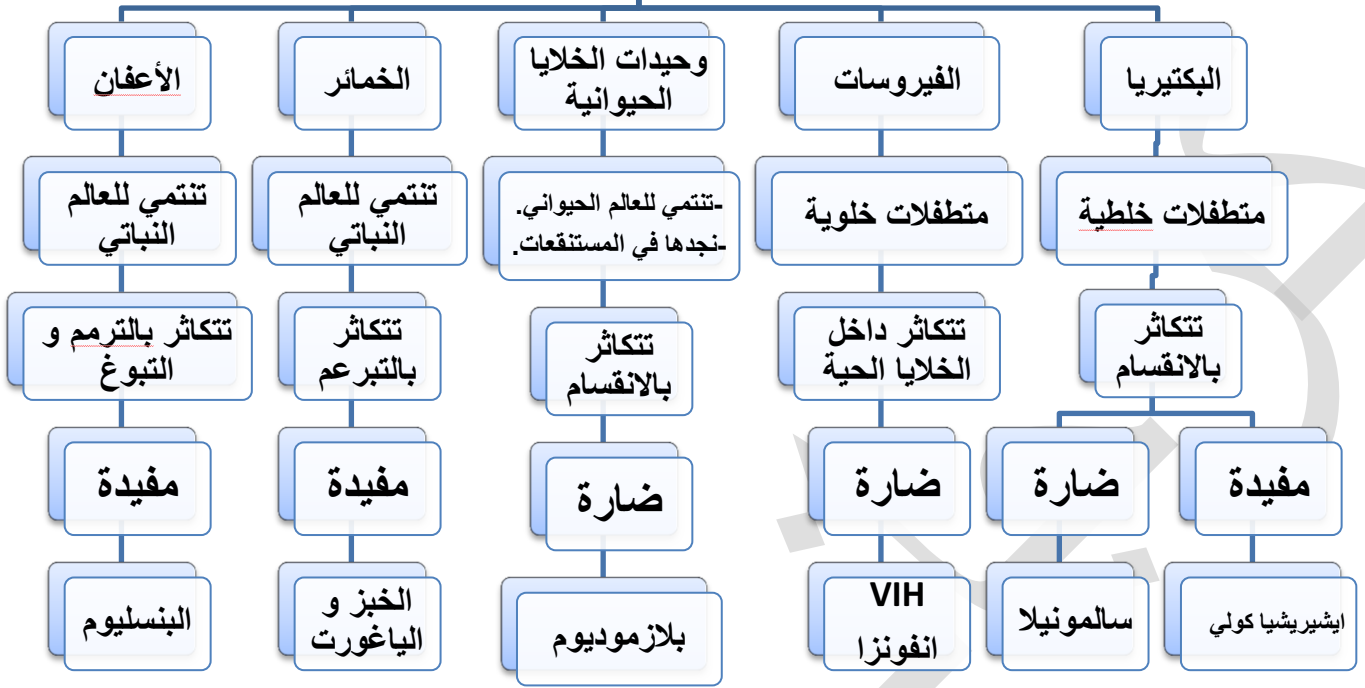 البكتيريا
الفيروسات
وحيدات الخلايا
الحيوانية
الخمائر
الأعفان
متطفلات خلطية
متطفلات خلوية
-تنتمي للعالم الحيواني.
-نجدها في المستنقعات.
تنتمي للعالم
النباتي
تنتمي للعالم
النباتي
تتكاثر
بالانقسام
تتكاثر داخل
الخلايا الحية
تتكاثر
بالانقسام
تتكاثر
بالتبرعم
تتكاثر بالترمم و
التبوغ
مفيدة
ضارة
ضارة
ضارة
مفيدة
مفيدة
ايشيريشيا كولي
سالمونيلا
VIH
انفونزا
بلازموديوم
الخبز و
الياغورت
البنسليوم